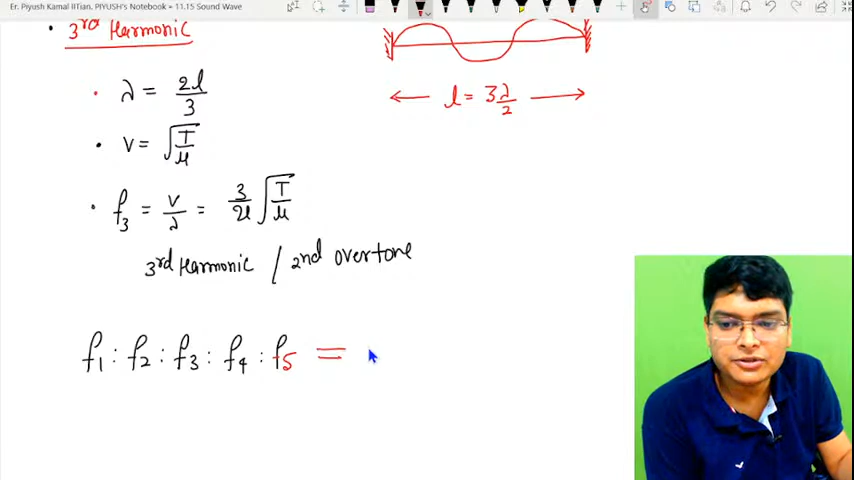 Er. Piyush Kamal IITian. PIYUSH's Notebook » 11.15 Sound Wave
• 3rd Harmonic
• λ = 2l/3
l = 3λ/2
• v = √(T/μ)
• f₃ = v/λ = 3/2l √(T/μ)
3rd Harmonic / 2nd overtone
f₁ : f₂ : f₃ : f₄ : f₅ =